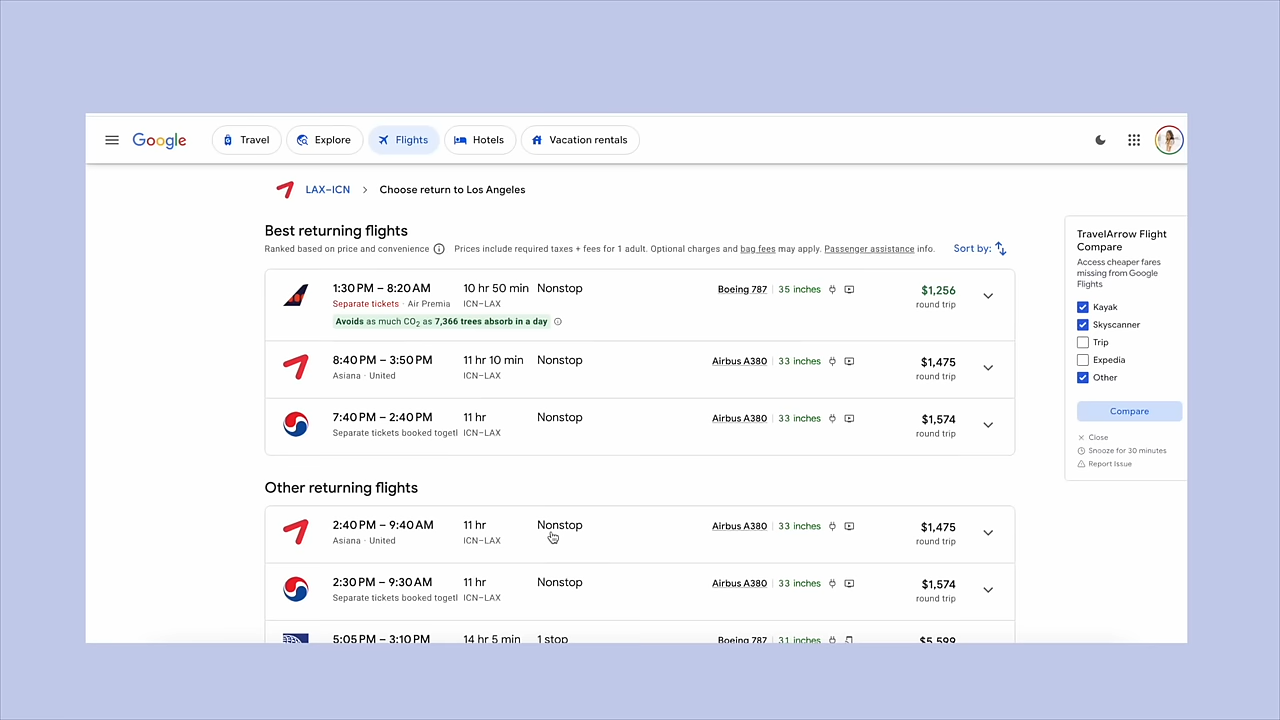 Google Travel Explore Flights Hotels Vacation rentals
LAX–ICN Choose return to Los Angeles
Best returning flights
Ranked based on price and convenience Prices include required taxes + fees for 1 adult. Optional charges and bag fees may apply. Passenger assistance info. Sort by:
1:30 PM – 8:20 AM 10 hr 50 min Nonstop Boeing 787 35 inches $1,256
Separate tickets · Air Premia ICN–LAX round trip
Avoids as much CO2 as 7,366 trees absorb in a day
8:40 PM – 3:50 PM 11 hr 10 min Nonstop Airbus A380 33 inches $1,475
Asiana · United ICN–LAX round trip
7:40 PM – 2:40 PM 11 hr Nonstop Airbus A380 33 inches $1,574
Separate tickets booked togetl ICN–LAX round trip
Other returning flights
2:40 PM – 9:40 AM 11 hr Nonstop Airbus A380 33 inches $1,475
Asiana · United ICN–LAX round trip
2:30 PM – 9:30 AM 11 hr Nonstop Airbus A380 33 inches $1,574
Separate tickets booked togetl ICN–LAX round trip
5:05 PM – 3:10 PM 14 hr 5 min 1 stop Boeing 787 31 inches $5,599
TravelArrow Flight
Compare
Access cheaper fares
missing from Google
Flights
Kayak
Skyscanner
Trip
Expedia
Other
Compare
Close
Snooze for 30 minutes
Report Issue